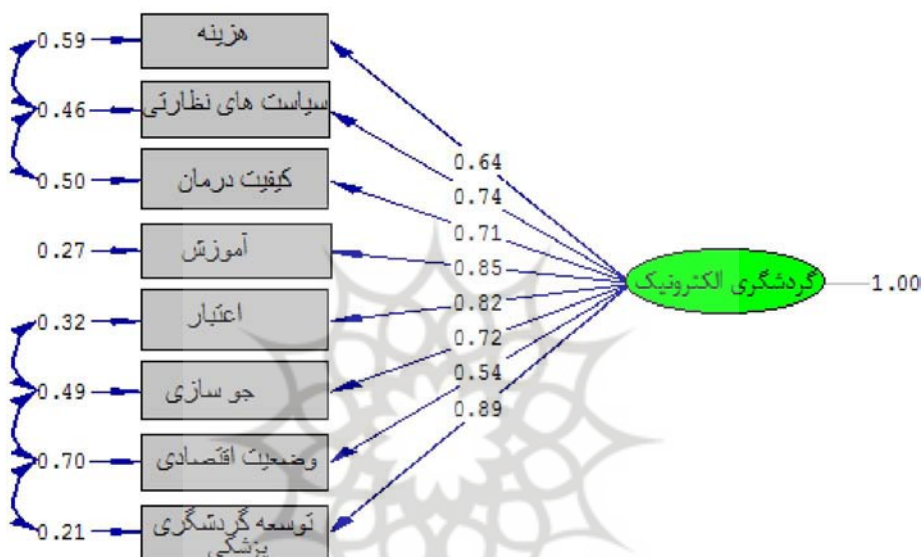 هزینه
0.59
سیاست های نظارتی
0.46
کیفیت درمان
0.50
آموزش
0.27
اعتبار
0.32
جو سازی
0.49
وضعیت اقتصادی
0.70
توسعه گردشگری
پزشکی
0.21
0.64
0.74
0.71
0.85
0.82
0.72
0.54
0.89
گردشگری الکترونیک
1.00